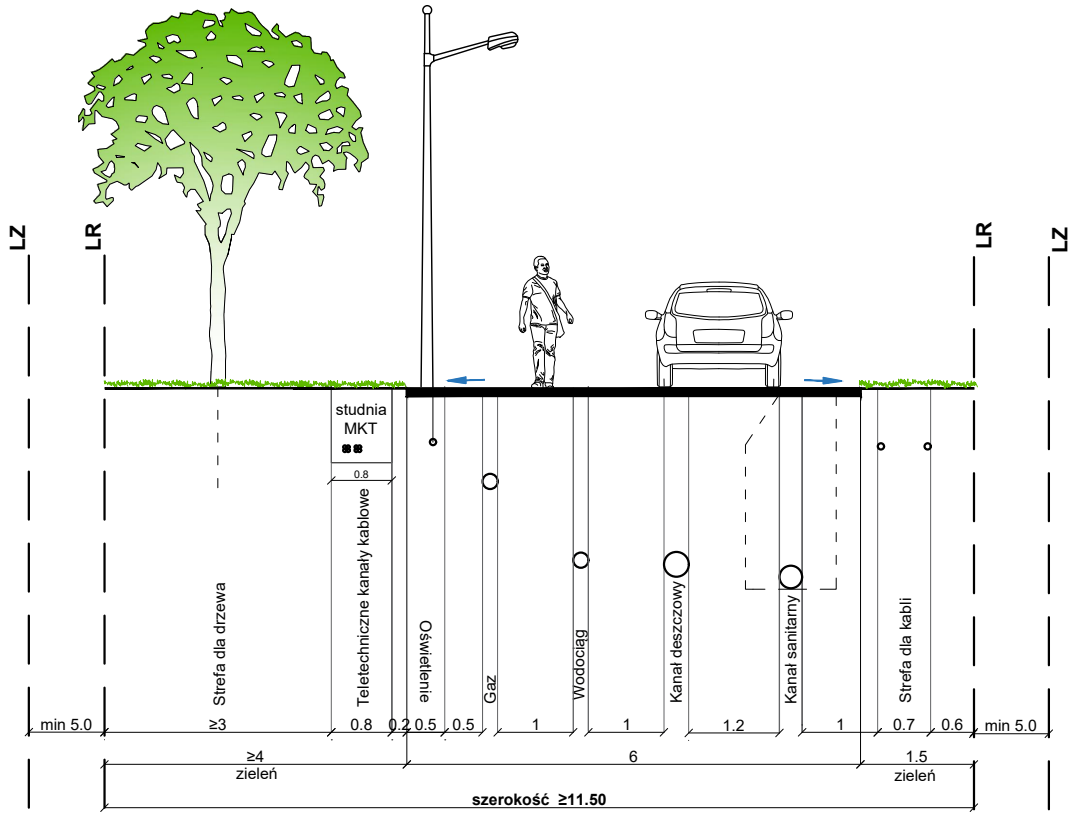 LZ
LR
LR
LZ
studnia
MKT
0.8
Strefa dla drzewa
Teletechniczne kanały kablowe
Oświetlenie
Gaz
Wodociąg
Kanał deszczowy
Kanał sanitarny
Strefa dla kabli
min 5.0
≥3
0.8
0.2
0.5
0.5
1
1
1.2
1
0.7
0.6
min 5.0
≥4
6
1.5
zieleń
zieleń
szerokość ≥11.50